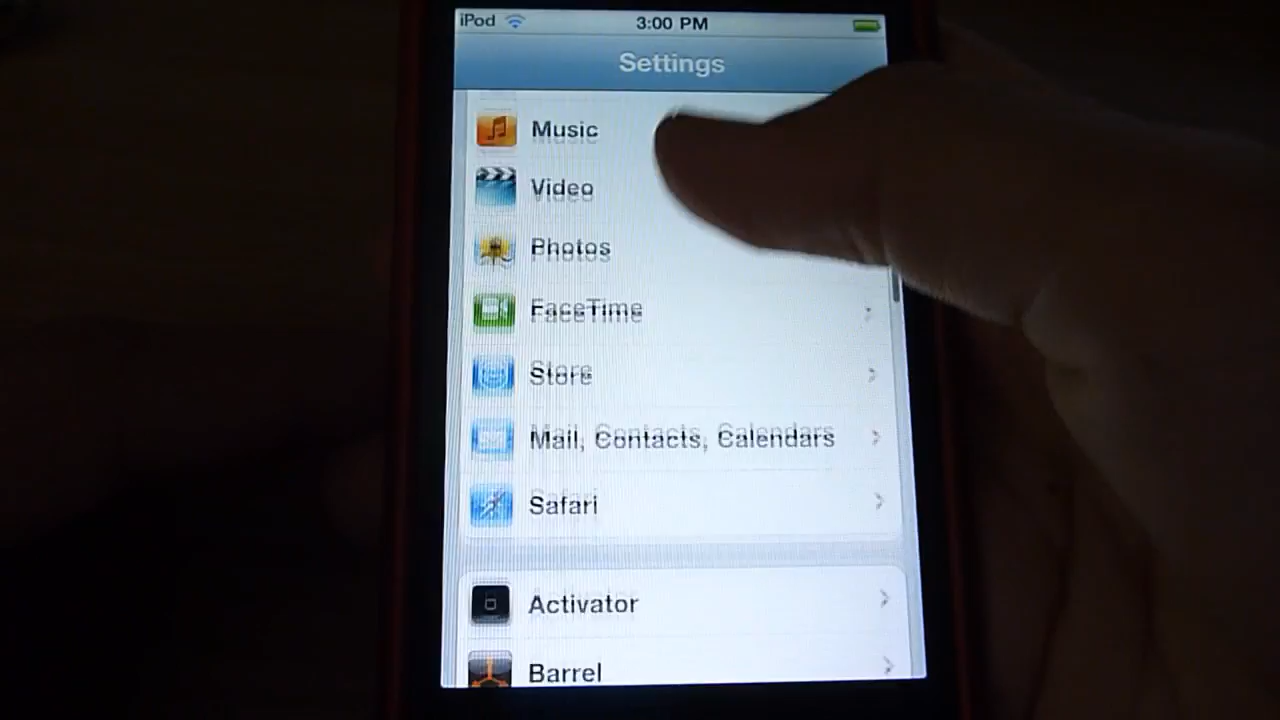 iPod 3:00 PM
Settings
Music
Video
Photos
FaceTime
Store
Mail, Contacts, Calendars
Safari
Activator
Barrel